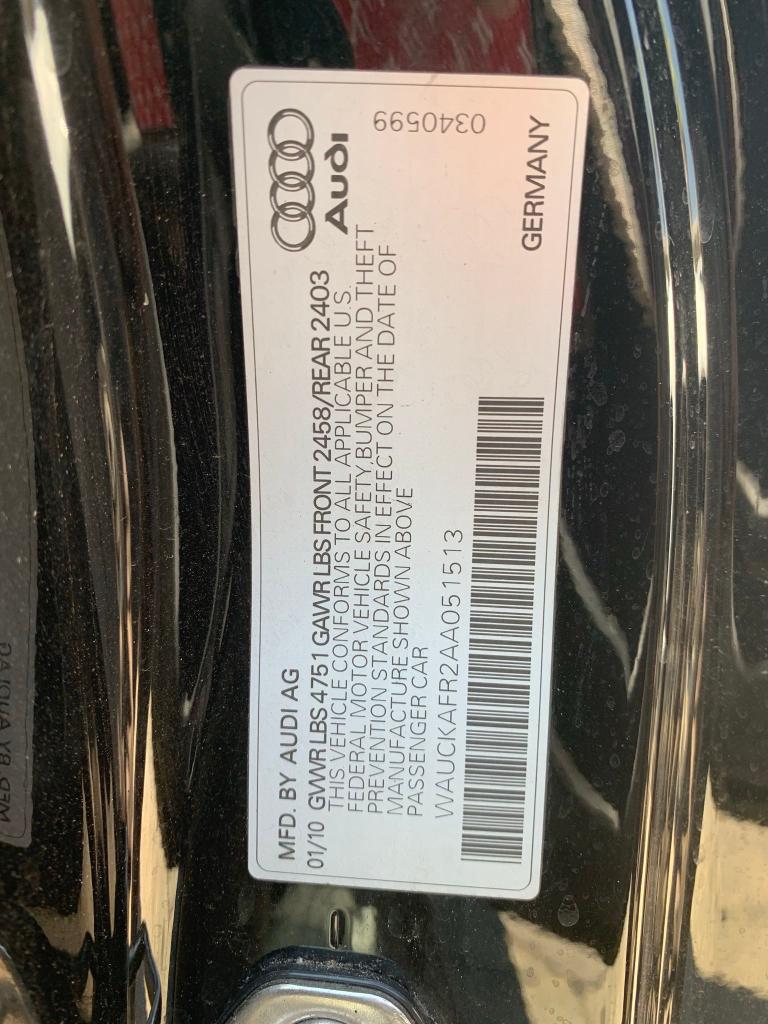 MFD. BY AUDI AG
01/10 GVWR LBS 4751 GAWR LBS FRONT 2458/REAR 2403
THIS VEHICLE CONFORMS TO ALL APPLICABLE U.S.
FEDERAL MOTOR VEHICLE SAFETY,BUMPER AND THEFT
PREVENTION STANDARDS IN EFFECT ON THE DATE OF
MANUFACTURE SHOWN ABOVE
PASSENGER CAR
WAUCKAFR2AA051513
Audi
0340599
GERMANY